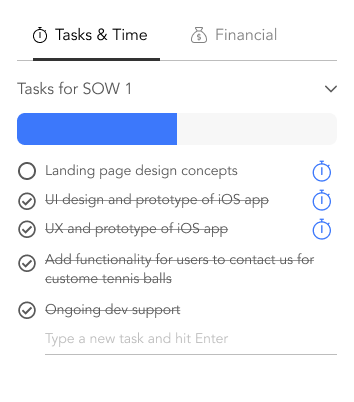 Tasks & Time
Financial
Tasks for SOW 1
Landing page design concepts
UI design and prototype of iOS app
UX and prototype of iOS app
Add functionality for users to contact us for
custome tennis balls
Ongoing dev support
Type a new task and hit Enter